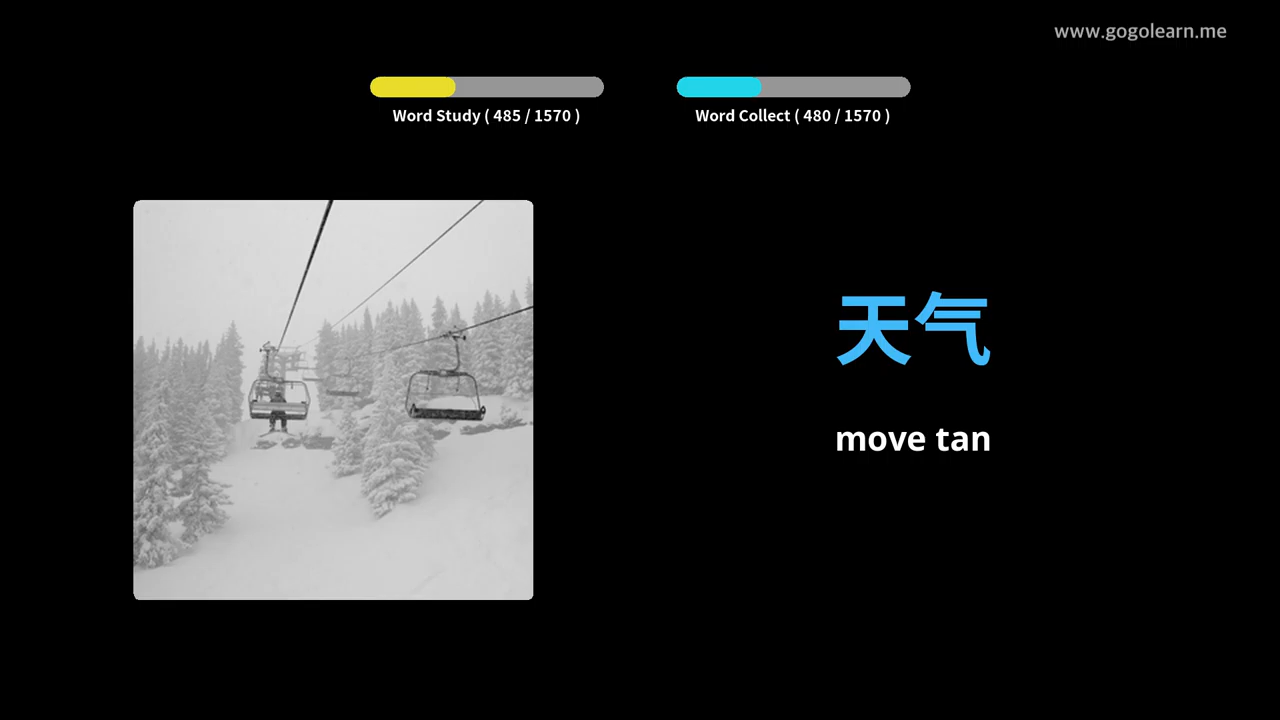 www.gogolearn.me
Word Study ( 485 / 1570 )
Word Collect ( 480 / 1570 )
天气
move tan